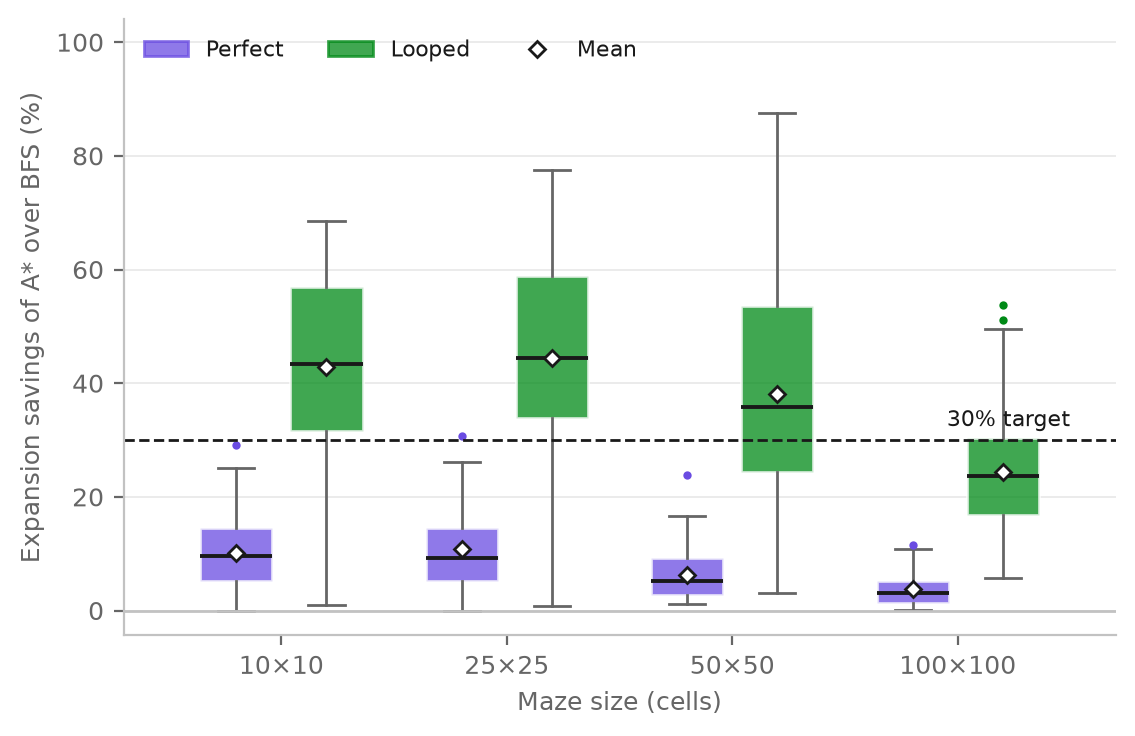 Perfect Looped Mean
Expansion savings of A* over BFS (%)
100
80
60
40
20
0
30% target
10×10 25×25 50×50 100×100
Maze size (cells)